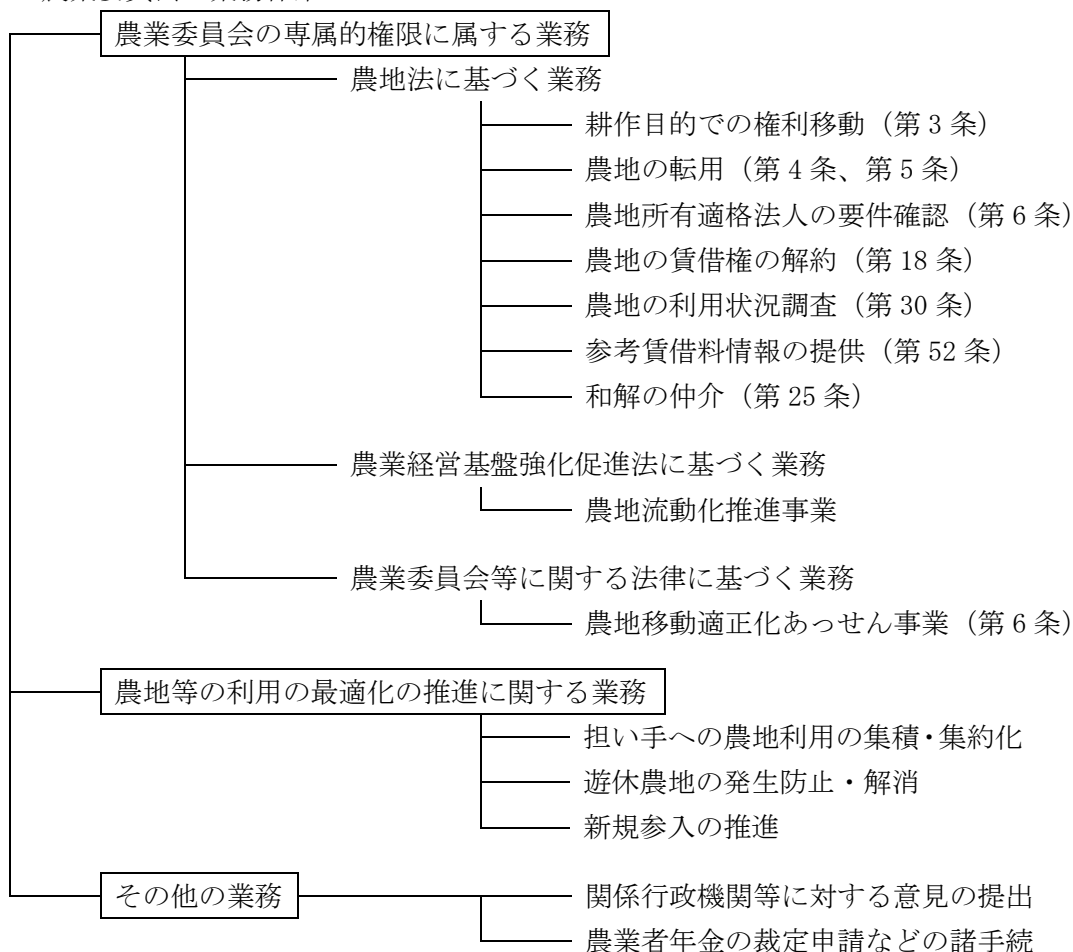 農業委員会の専属的権限に属する業務
農地法に基づく業務
耕作目的での権利移動（第3条）
農地の転用（第4条、第5条）
農地所有適格法人の要件確認（第6条）
農地の賃借権の解約（第18条）
農地の利用状況調査（第30条）
参考賃借料情報の提供（第52条）
和解の仲介（第25条）
農業経営基盤強化促進法に基づく業務
農地流動化推進事業
農業委員会等に関する法律に基づく業務
農地移動適正化あっせん事業（第6条）
農地等の利用の最適化の推進に関する業務
担い手への農地利用の集積・集約化
遊休農地の発生防止・解消
新規参入の推進
その他の業務
関係行政機関等に対する意見の提出
農業者年金の裁定申請などの諸手続